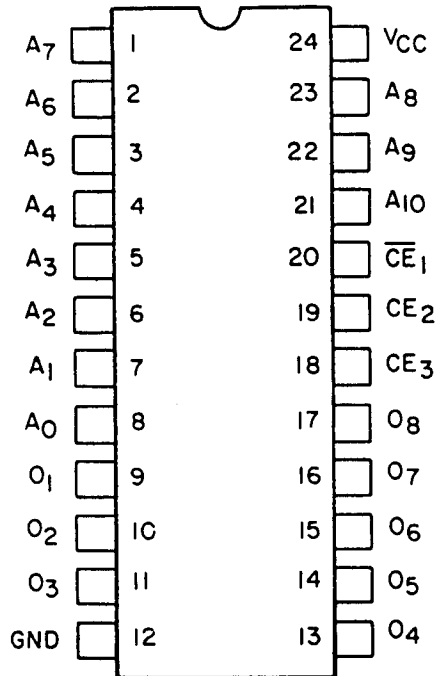 A7 1 24 VCC
A6 2 23 A8
A5 3 22 A9
A4 4 21 A10
A3 5 20 C̅E̅1
A2 6 19 CE2
A1 7 18 CE3
A0 8 17 O8
O1 9 16 O7
O2 10 15 O6
O3 11 14 O5
GND 12 13 O4